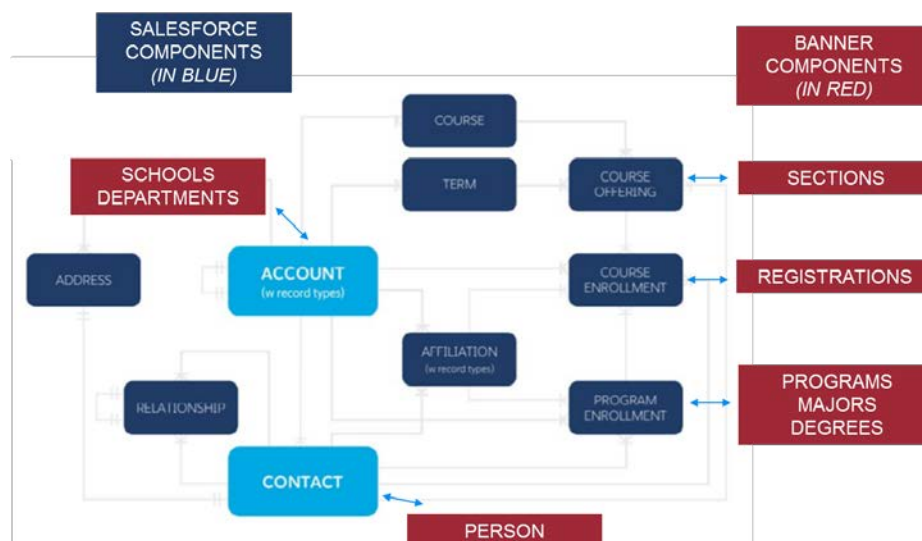 SALESFORCE
COMPONENTS
(IN BLUE)
BANNER
COMPONENTS
(IN RED)
COURSE
SCHOOLS
DEPARTMENTS
TERM
COURSE
OFFERING
SECTIONS
ADDRESS
ACCOUNT
(w record types)
COURSE
ENROLLMENT
REGISTRATIONS
AFFILIATION
(w record types)
RELATIONSHIP
PROGRAM
ENROLLMENT
PROGRAMS
MAJORS
DEGREES
CONTACT
PERSON